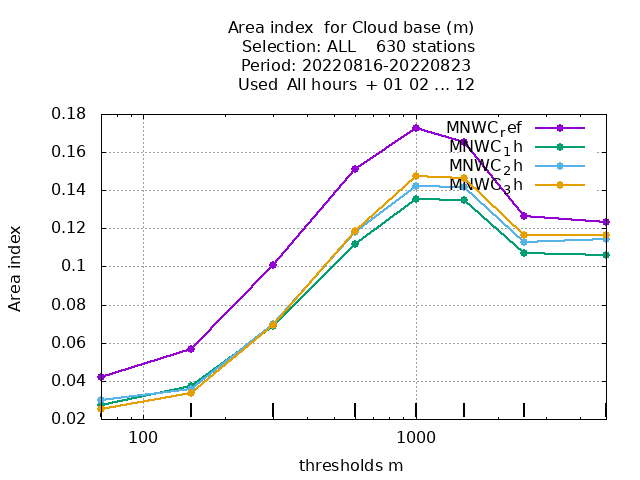 Area index  for Cloud base (m)
Selection: ALL    630 stations
Period: 20220816-20220823
Used  All hours  + 01 02 ... 12
0.18
0.16
0.14
0.12
0.1
0.08
0.06
0.04
0.02
Area index
MNWCref
MNWC1h
MNWC2h
MNWC3h
100
1000
thresholds m